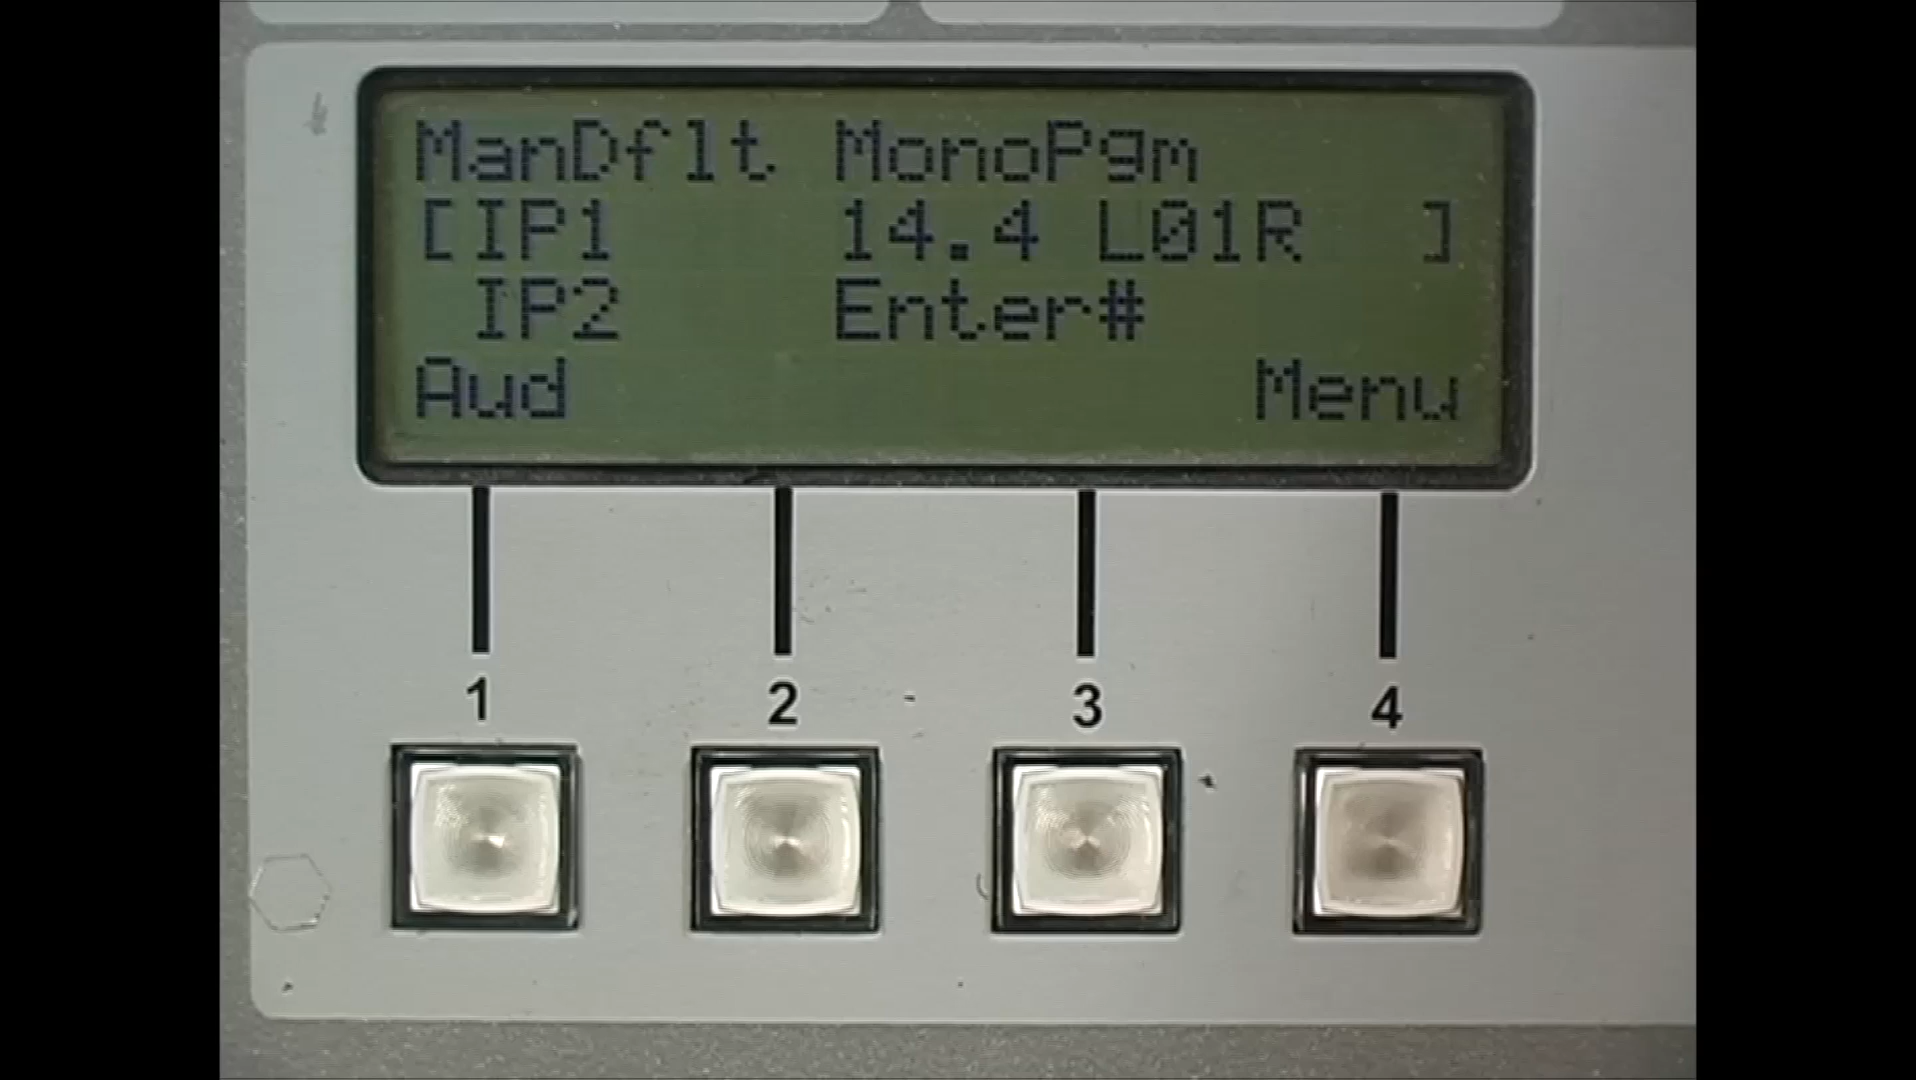 ManDflt MonoPgm
[IP1 14.4 L01R ]
IP2 Enter#
Aud Menu
1 2 3 4